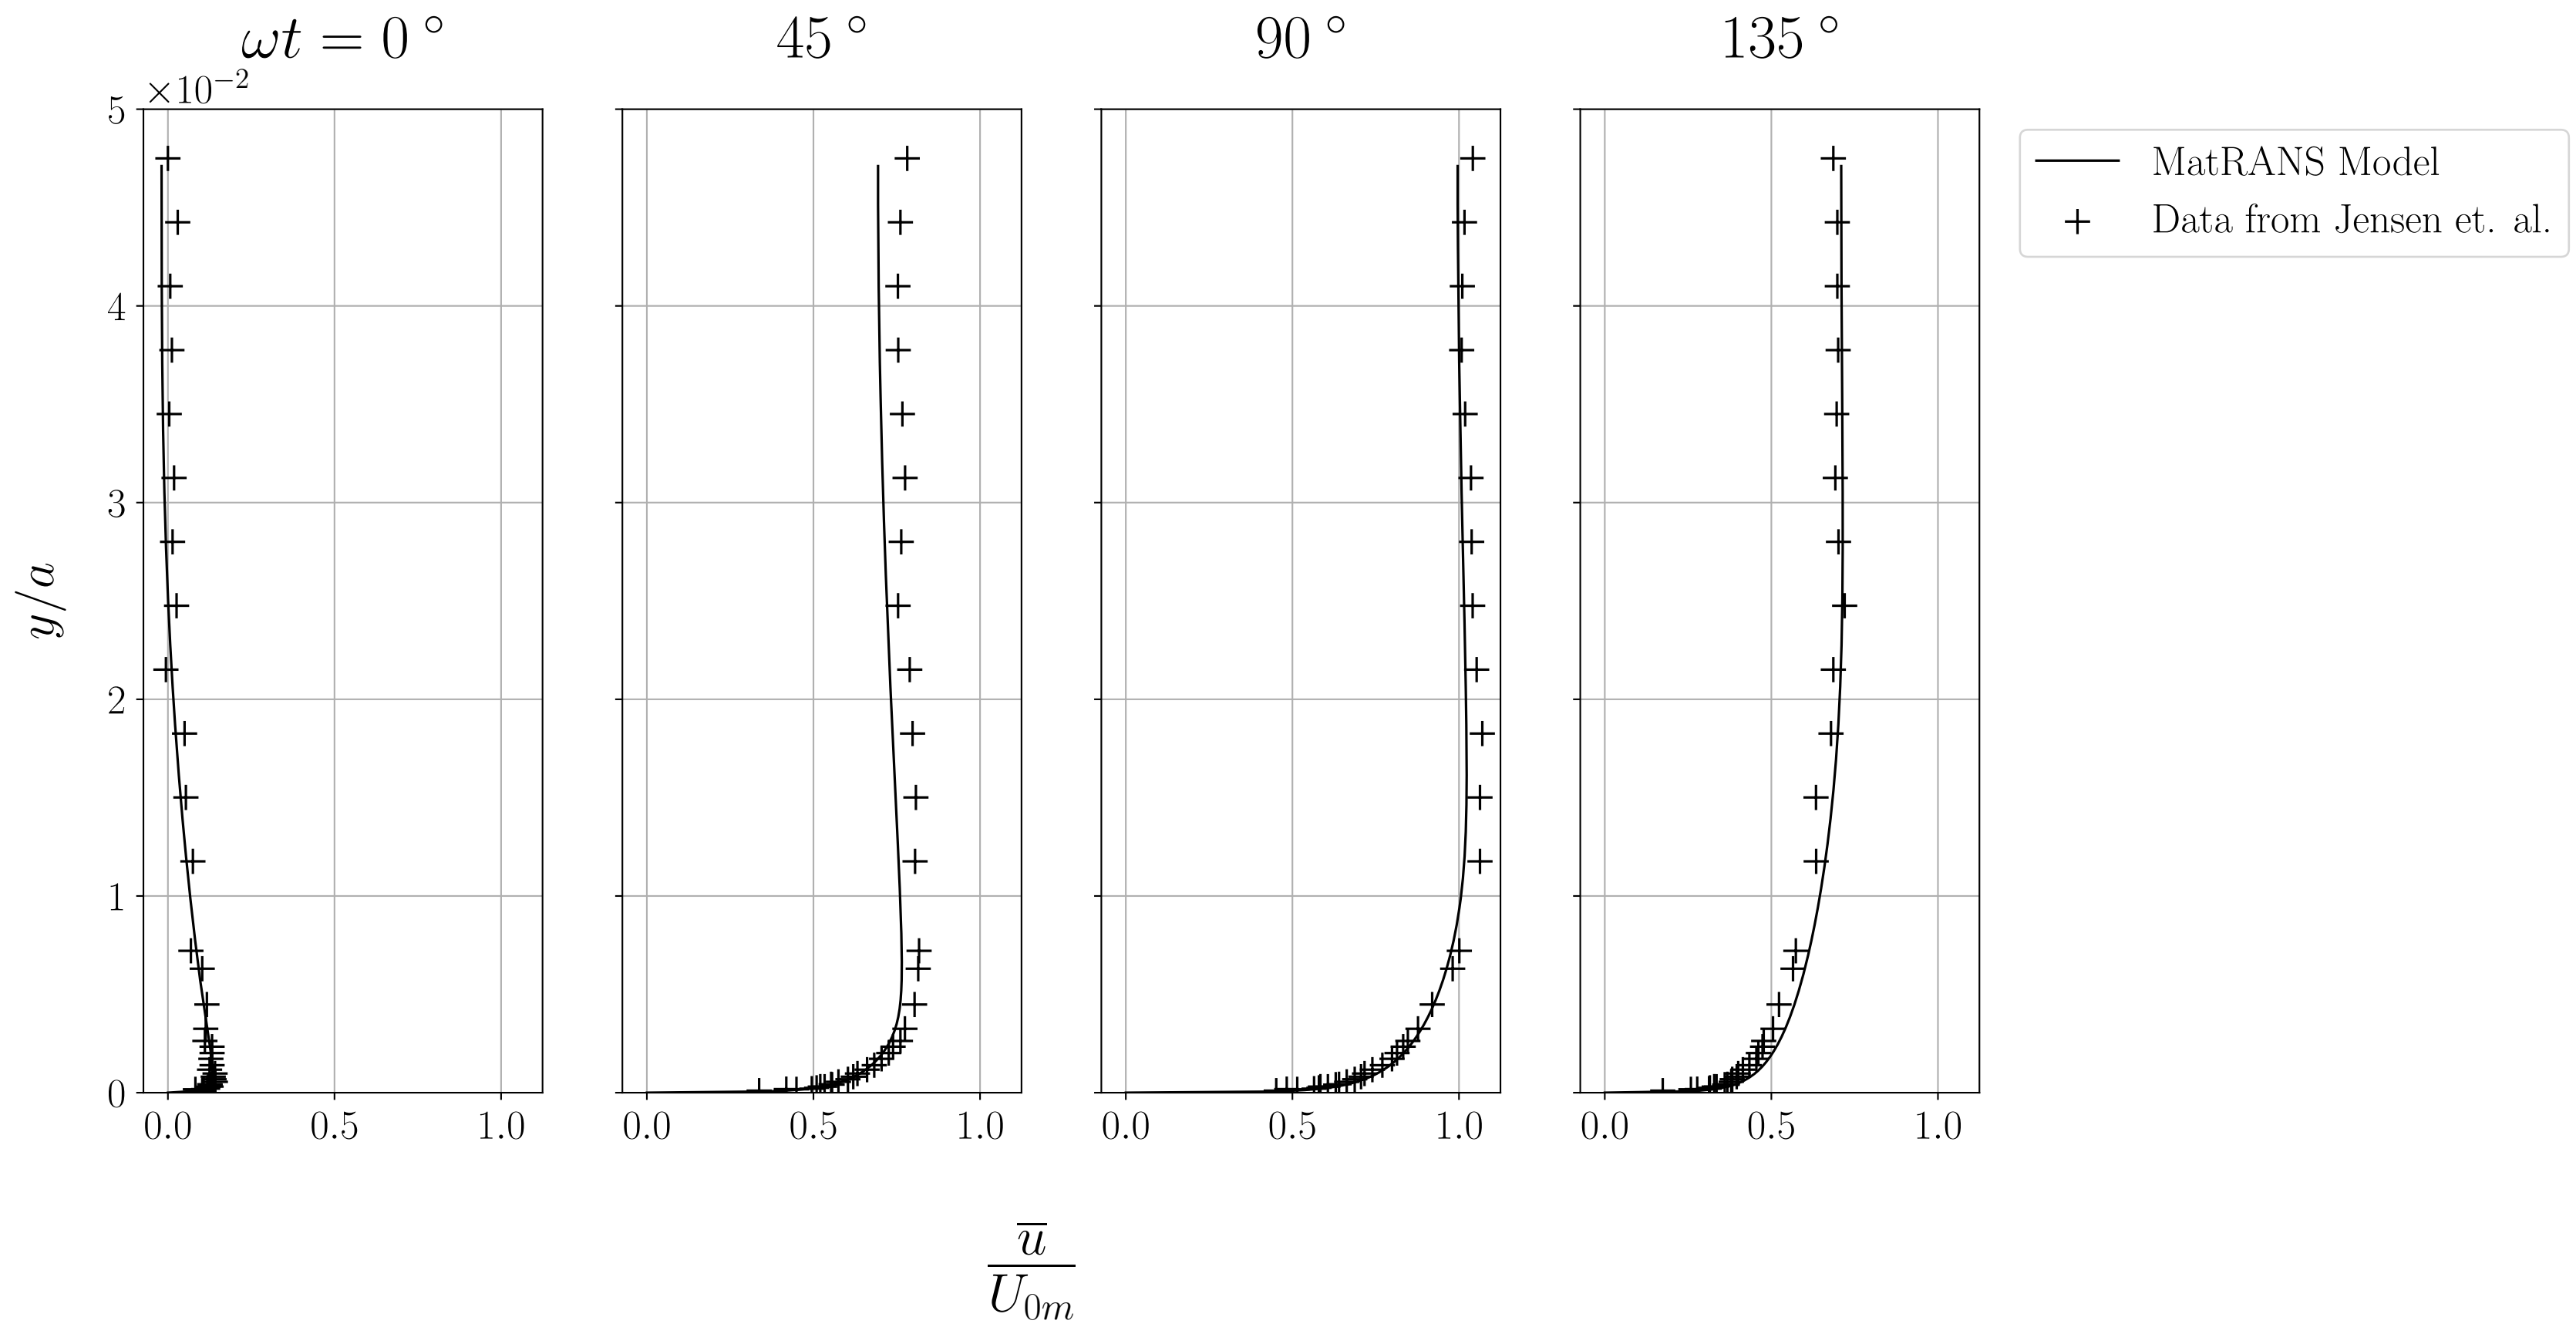 ωt = 0° 45° 90° 135°
×10⁻²
5
4
3
2
1
0
y/a
0.0 0.5 1.0 0.0 0.5 1.0 0.0 0.5 1.0 0.0 0.5 1.0
u̅
U₀ₘ
MatRANS Model
Data from Jensen et. al.